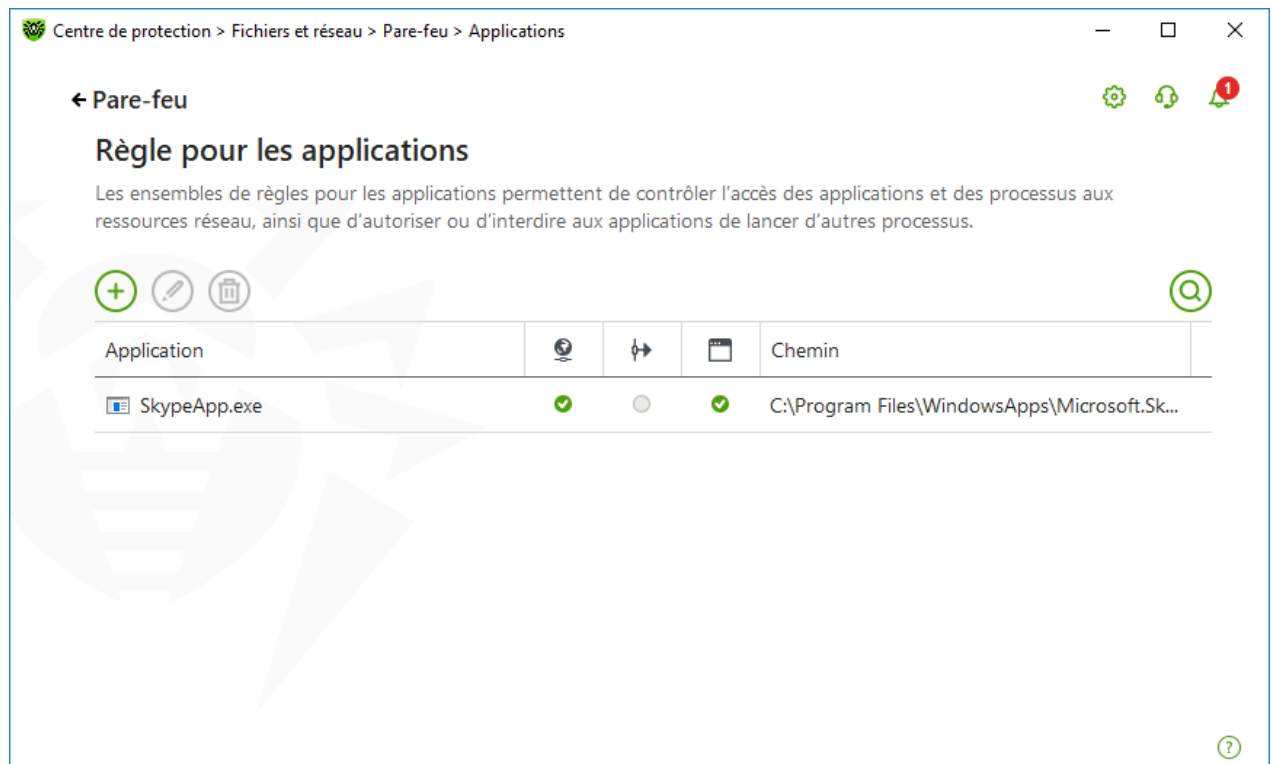 Centre de protection > Fichiers et réseau > Pare-feu > Applications
Pare-feu
1
Règle pour les applications
Les ensembles de règles pour les applications permettent de contrôler l'accès des applications et des processus aux
ressources réseau, ainsi que d'autoriser ou d'interdire aux applications de lancer d'autres processus.
Application Chemin
SkypeApp.exe C:\Program Files\WindowsApps\Microsoft.Sk...
?